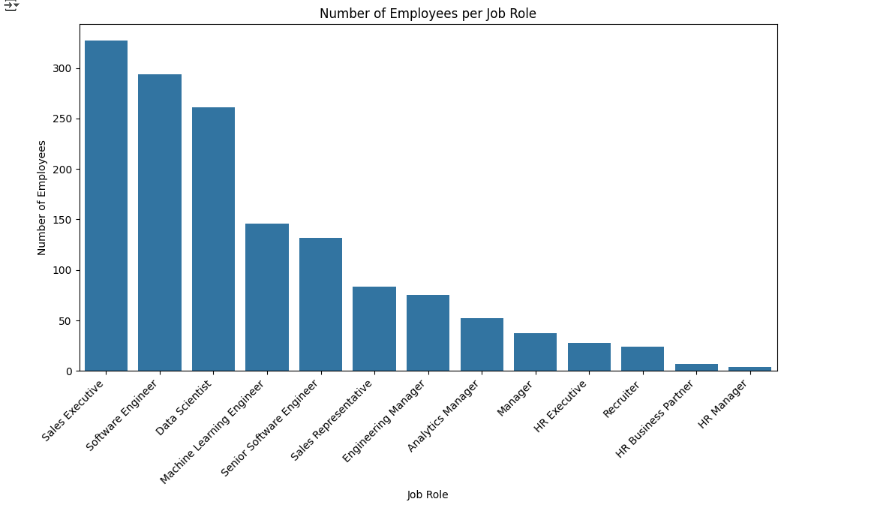 Number of Employees per Job Role
Number of Employees
300
250
200
150
100
50
0
Sales Executive
Software Engineer
Data Scientist
Machine Learning Engineer
Senior Software Engineer
Sales Representative
Engineering Manager
Analytics Manager
Manager
HR Executive
Recruiter
HR Business Partner
HR Manager
Job Role